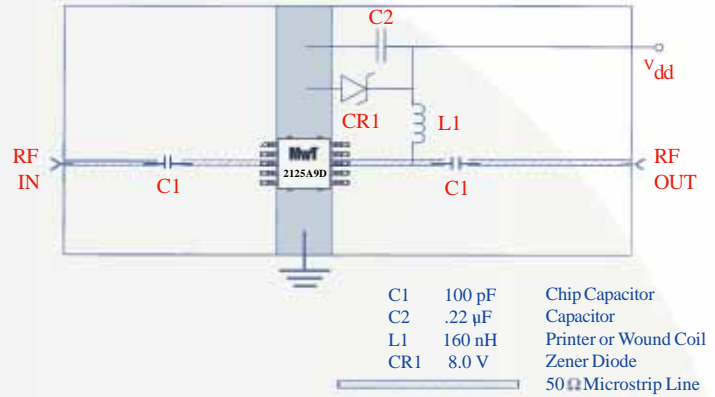 C2
Vdd
CR1
L1
RF IN
C1
MwT
2125A9D
C1
RF OUT
C1 100 pF Chip Capacitor
C2 .22 µF Capacitor
L1 160 nH Printer or Wound Coil
CR1 8.0 V Zener Diode
50 Ω Microstrip Line